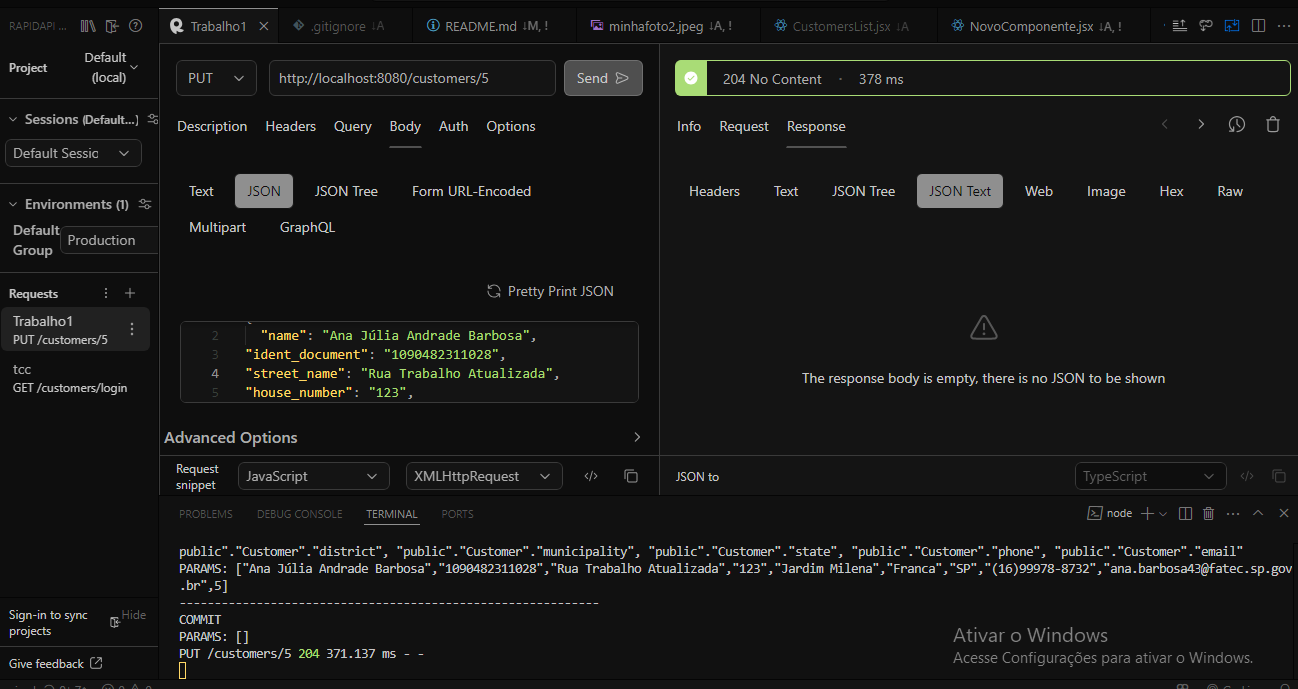 RAPIDAPI ...
Trabalho1
.gitignore ↓A
README.md ↓M, !
minhafoto2.jpeg ↓A, !
CustomersList.jsx ↓A
NovoComponente.jsx ↓A, !
Project
Default
(local)
Sessions (Default...)
Default Sessic
Environments (1)
Default
Group
Production
Requests
Trabalho1
PUT /customers/5
tcc
GET /customers/login
Sign-in to sync
projects
Hide
Give feedback
PUT
http://localhost:8080/customers/5
Send
Description
Headers
Query
Body
Auth
Options
Text
JSON
JSON Tree
Form URL-Encoded
Multipart
GraphQL
Pretty Print JSON
2 "name": "Ana Júlia Andrade Barbosa",
3 "ident_document": "1090482311028",
4 "street_name": "Rua Trabalho Atualizada",
5 "house_number": "123",
Advanced Options
Request
snippet
JavaScript
XMLHttpRequest
204 No Content · 378 ms
Info
Request
Response
Headers
Text
JSON Tree
JSON Text
Web
Image
Hex
Raw
The response body is empty, there is no JSON to be shown
JSON to
TypeScript
PROBLEMS
DEBUG CONSOLE
TERMINAL
PORTS
node
public"."Customer"."district", "public"."Customer"."municipality", "public"."Customer"."state", "public"."Customer"."phone", "public"."Customer"."email"
PARAMS: ["Ana Júlia Andrade Barbosa","1090482311028","Rua Trabalho Atualizada","123","Jardim Milena","Franca","SP","(16)99978-8732","ana.barbosa43@fatec.sp.gov
.br",5]
------------------------------------------------------------
COMMIT
PARAMS: []
PUT /customers/5 204 371.137 ms - -
Ativar o Windows
Acesse Configurações para ativar o Windows.